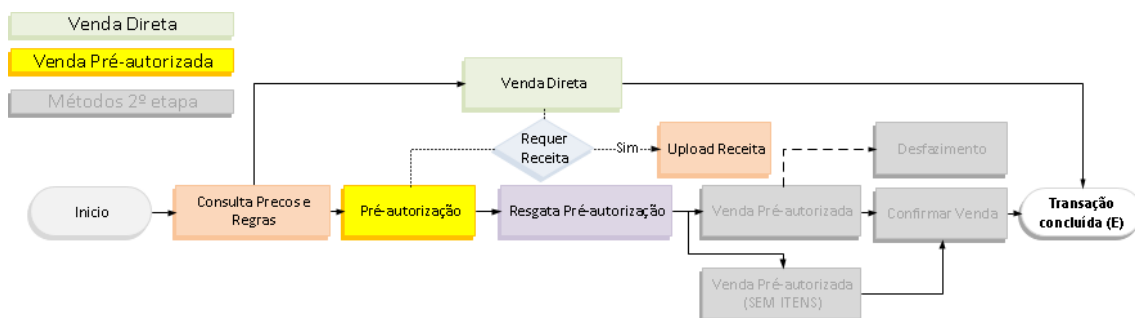 Venda Direta
Venda Pré-autorizada
Métodos 2º etapa
Venda Direta
Requer
Receita
Sim
Upload Receita
Desfazimento
Inicio
Consulta Precos e
Regras
Pré-autorização
Resgata Pré-autorização
Venda Pré-autorizada
Confirmar Venda
Transação
concluída (E)
Venda Pré-autorizada
(SEM ITENS)